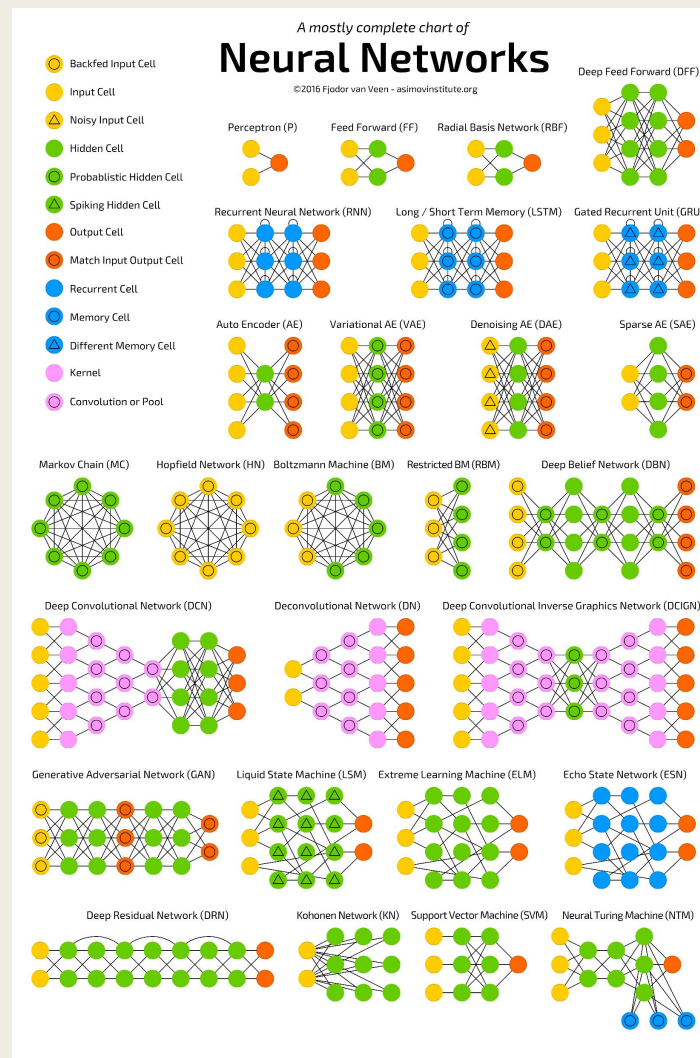 A mostly complete chart of
Neural Networks
©2016 Fjodor van Veen - asimovinstitute.org
Backfed Input Cell
Input Cell
Noisy Input Cell
Hidden Cell
Probablistic Hidden Cell
Spiking Hidden Cell
Output Cell
Match Input Output Cell
Recurrent Cell
Memory Cell
Different Memory Cell
Kernel
Convolution or Pool
Deep Feed Forward (DFF)
Perceptron (P)
Feed Forward (FF)
Radial Basis Network (RBF)
Recurrent Neural Network (RNN)
Long / Short Term Memory (LSTM)
Gated Recurrent Unit (GRU
Auto Encoder (AE)
Variational AE (VAE)
Denoising AE (DAE)
Sparse AE (SAE)
Markov Chain (MC)
Hopfield Network (HN)
Boltzmann Machine (BM)
Restricted BM (RBM)
Deep Belief Network (DBN)
Deep Convolutional Network (DCN)
Deconvolutional Network (DN)
Deep Convolutional Inverse Graphics Network (DCIGN)
Generative Adversarial Network (GAN)
Liquid State Machine (LSM)
Extreme Learning Machine (ELM)
Echo State Network (ESN)
Deep Residual Network (DRN)
Kohonen Network (KN)
Support Vector Machine (SVM)
Neural Turing Machine (NTM)